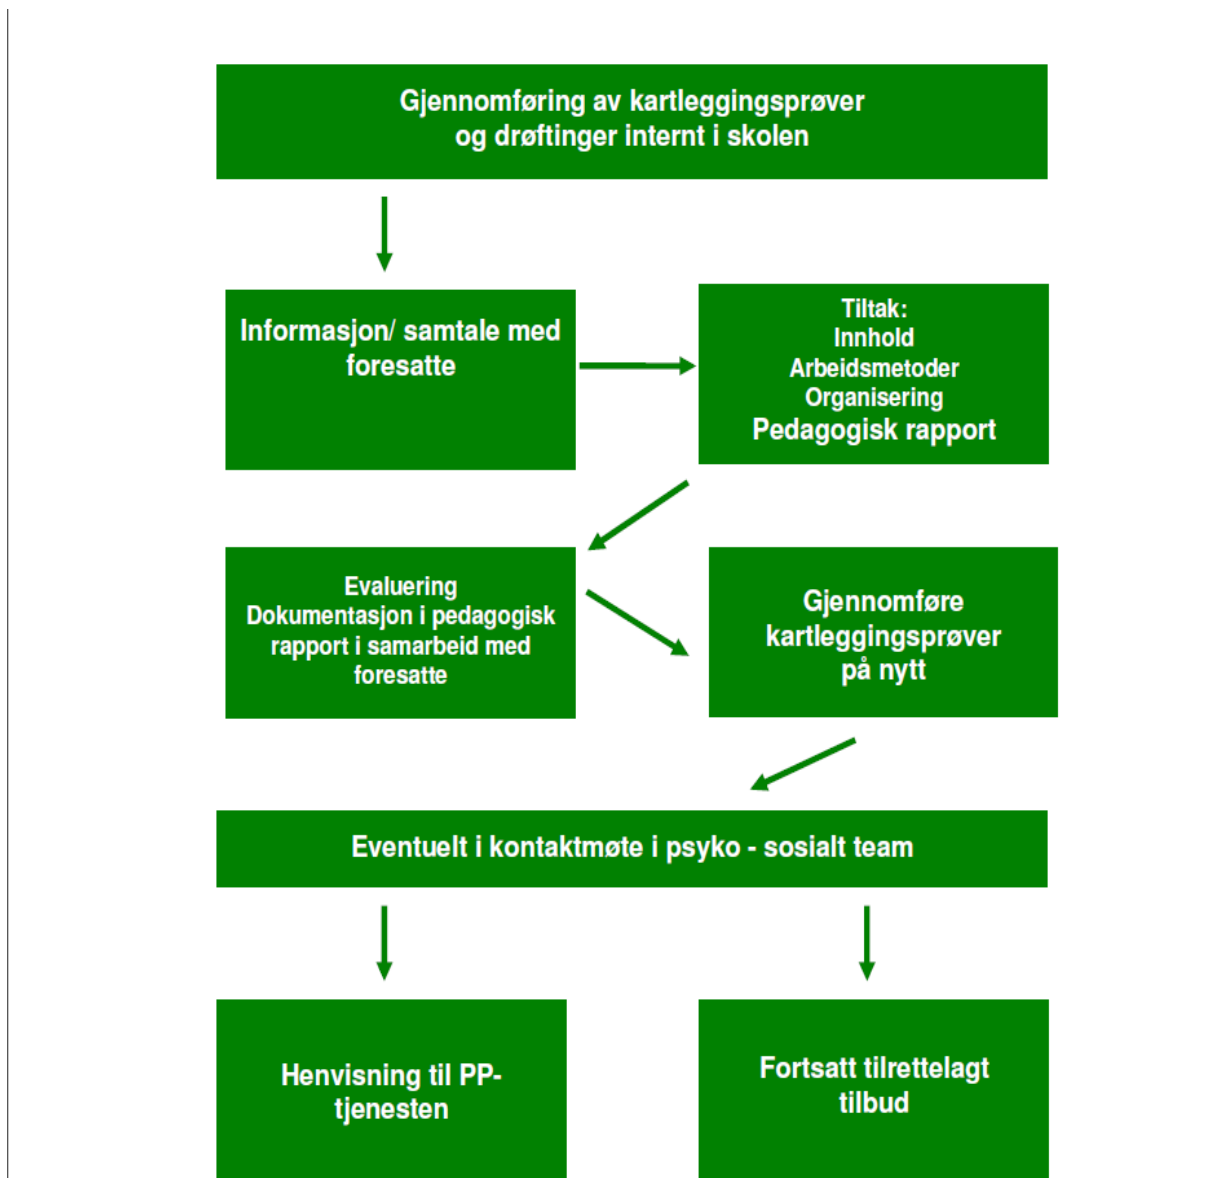 Gjennomføring av kartleggingsprøver
og drøftinger internt i skolen
Informasjon/ samtale med
foresatte
Tiltak:
Innhold
Arbeidsmetoder
Organisering
Pedagogisk rapport
Evaluering
Dokumentasjon i pedagogisk
rapport i samarbeid med
foresatte
Gjennomføre
kartleggingsprøver
på nytt
Eventuelt i kontaktmøte i psyko - sosialt team
Henvisning til PP-
tjenesten
Fortsatt tilrettelagt
tilbud